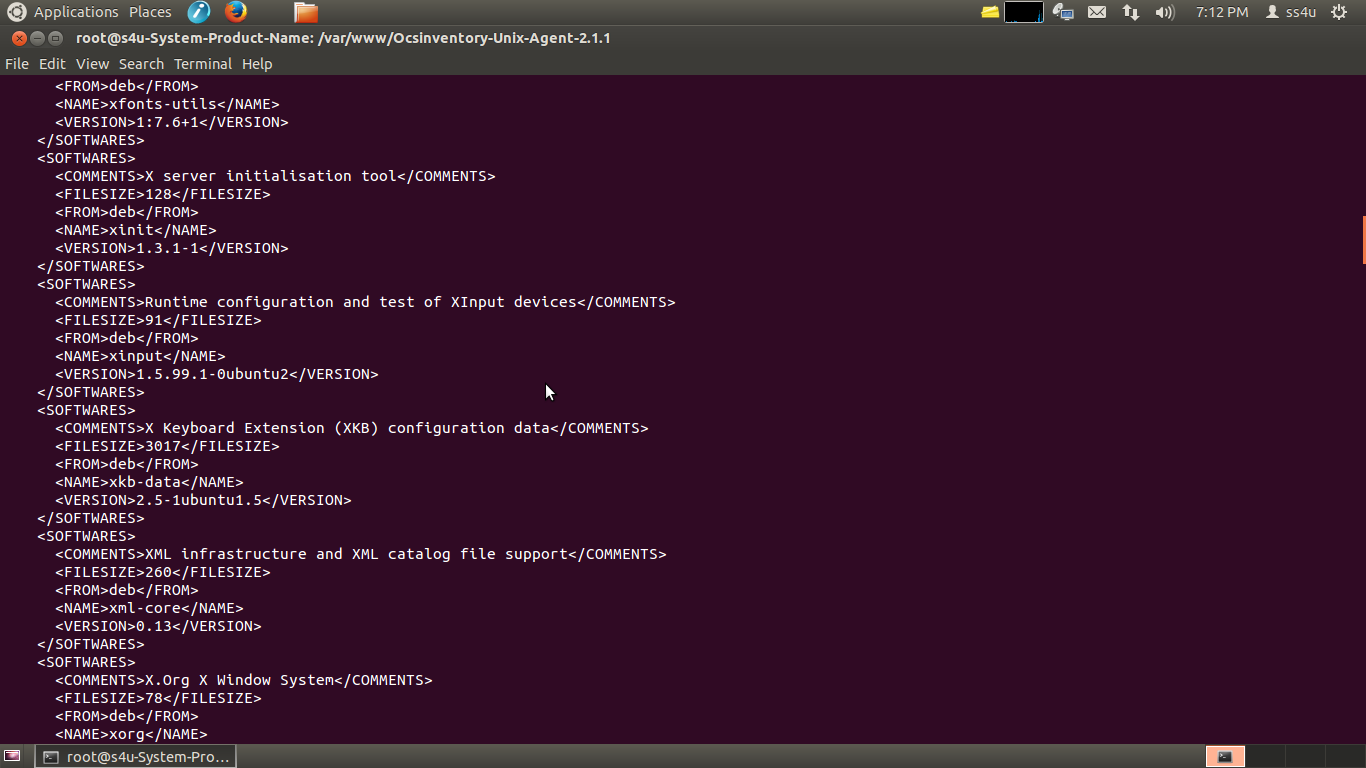 Applications Places 7:12 PM ss4u
root@s4u-System-Product-Name: /var/www/Ocsinventory-Unix-Agent-2.1.1
File Edit View Search Terminal Help
<FROM>deb</FROM>
<NAME>xfonts-utils</NAME>
<VERSION>1:7.6+1</VERSION>
</SOFTWARES>
<SOFTWARES>
<COMMENTS>X server initialisation tool</COMMENTS>
<FILESIZE>128</FILESIZE>
<FROM>deb</FROM>
<NAME>xinit</NAME>
<VERSION>1.3.1-1</VERSION>
</SOFTWARES>
<SOFTWARES>
<COMMENTS>Runtime configuration and test of XInput devices</COMMENTS>
<FILESIZE>91</FILESIZE>
<FROM>deb</FROM>
<NAME>xinput</NAME>
<VERSION>1.5.99.1-0ubuntu2</VERSION>
</SOFTWARES>
<SOFTWARES>
<COMMENTS>X Keyboard Extension (XKB) configuration data</COMMENTS>
<FILESIZE>3017</FILESIZE>
<FROM>deb</FROM>
<NAME>xkb-data</NAME>
<VERSION>2.5-1ubuntu1.5</VERSION>
</SOFTWARES>
<SOFTWARES>
<COMMENTS>XML infrastructure and XML catalog file support</COMMENTS>
<FILESIZE>260</FILESIZE>
<FROM>deb</FROM>
<NAME>xml-core</NAME>
<VERSION>0.13</VERSION>
</SOFTWARES>
<SOFTWARES>
<COMMENTS>X.Org X Window System</COMMENTS>
<FILESIZE>78</FILESIZE>
<FROM>deb</FROM>
<NAME>xorg</NAME>
root@s4u-System-Pro...